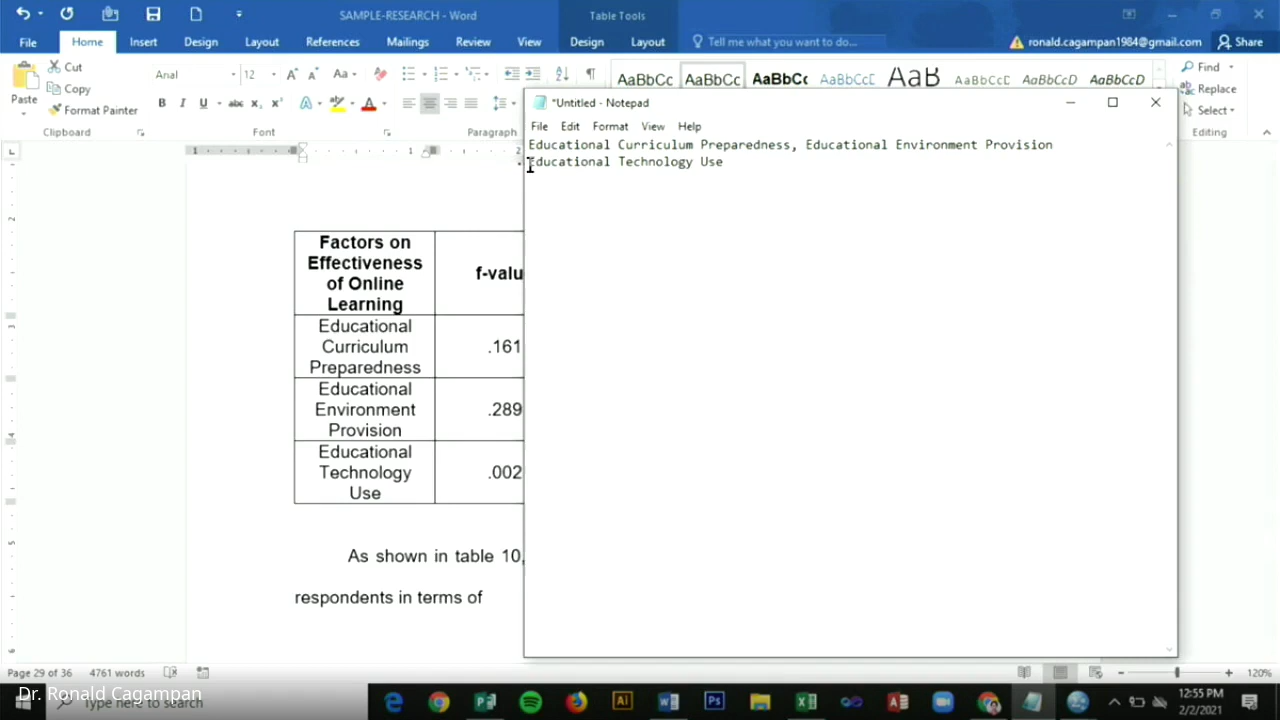 SAMPLE-RESEARCH - Word
Table Tools
File Home Insert Design Layout References Mailings Review View Design Layout Tell me what you want to do... ronald.cagampan1984@gmail.com Share
Paste
Cut
Copy
Format Painter
Clipboard
Arial 12
Font
Paragraph
AaBbCc AaBbCc AaBbCc AaBbCcC AaB AaBbCcC AaBbCcD AaBbCcD
Find
Replace
Select
Editing
*Untitled - Notepad
File Edit Format View Help
Educational Curriculum Preparedness, Educational Environment Provision
Educational Technology Use
Factors on
Effectiveness
of Online
Learning
f-valu
Educational
Curriculum
Preparedness
.161
Educational
Environment
Provision
.289
Educational
Technology
Use
.002
As shown in table 10,
respondents in terms of
Page 29 of 36 4761 words
120%
Dr. Ronald Cagampan
Type here to search
12:55 PM
2/2/2021